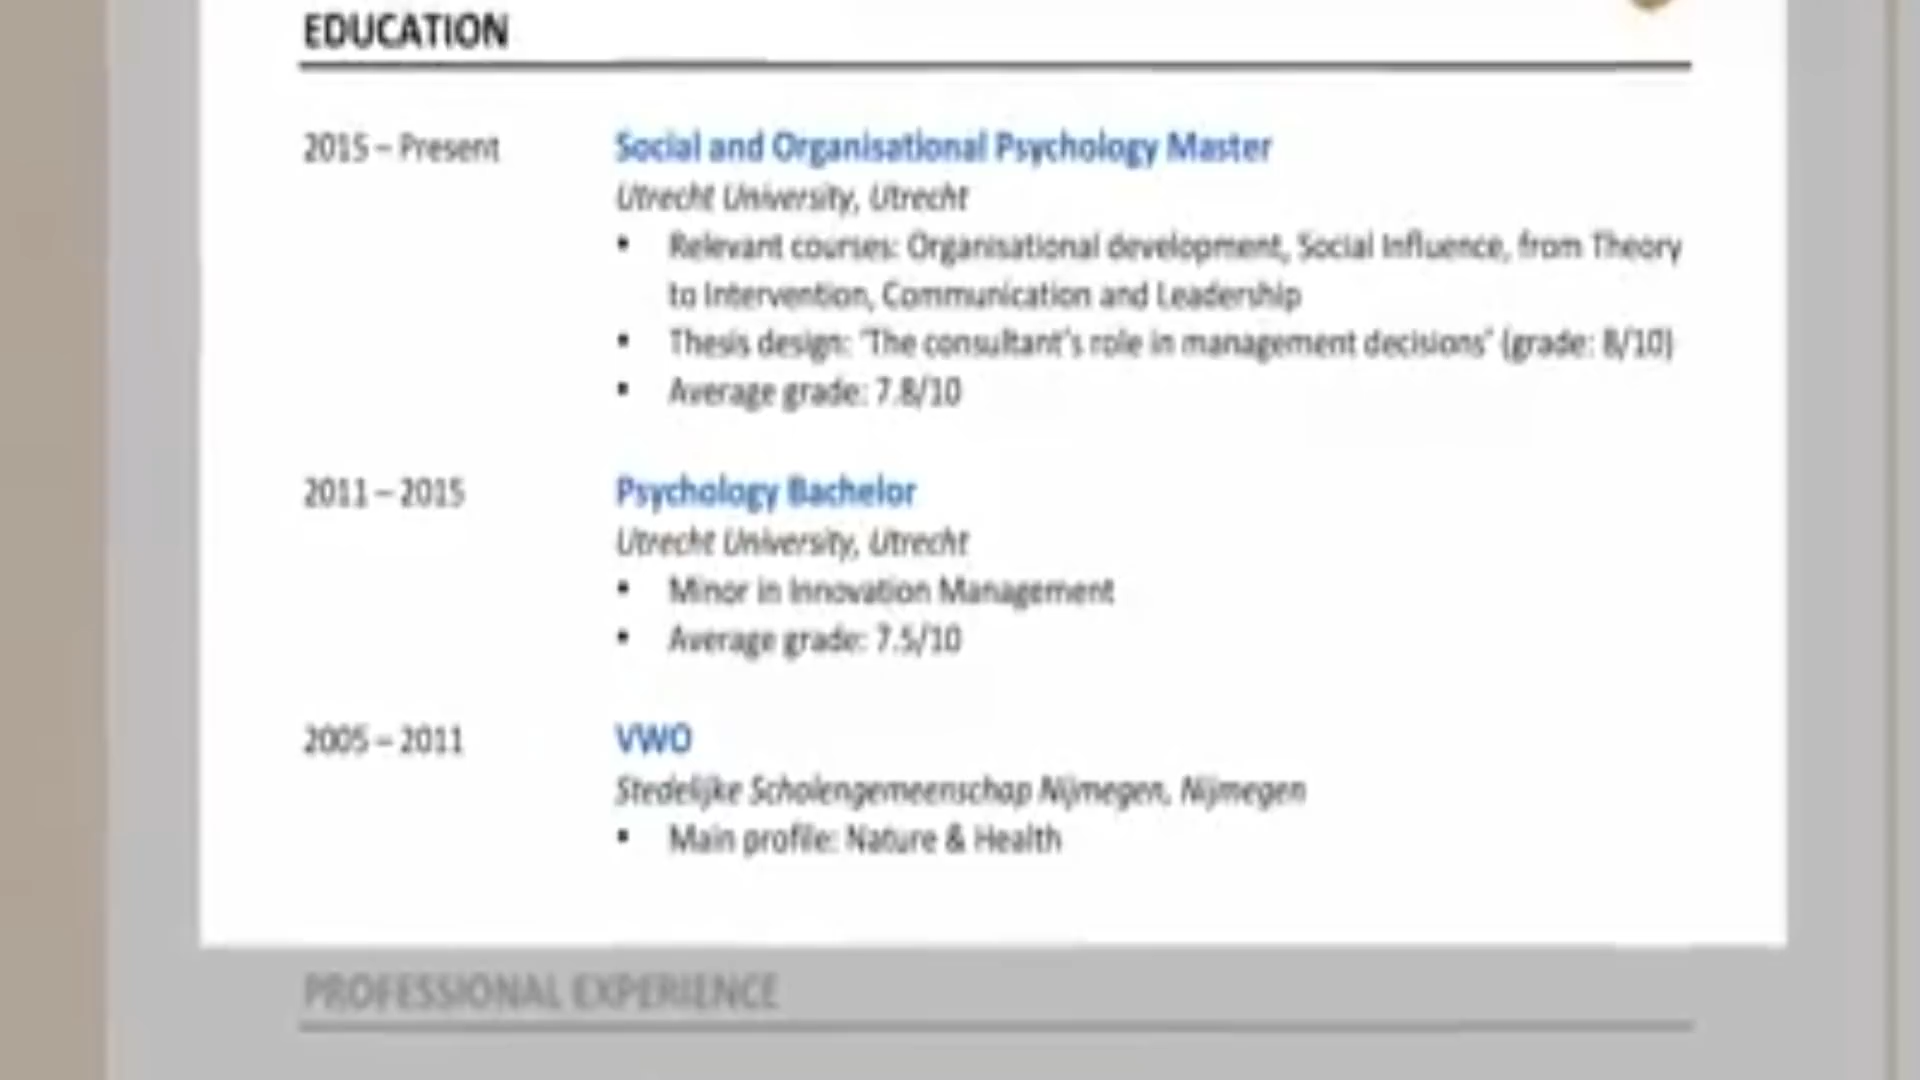 EDUCATION
2015 – Present Social and Organisational Psychology Master
Utrecht University, Utrecht
• Relevant courses: Organisational development, Social Influence, from Theory
to Intervention, Communication and Leadership
• Thesis design: 'The consultant's role in management decisions' (grade: 8/10)
• Average grade: 7.8/10
2011 – 2015 Psychology Bachelor
Utrecht University, Utrecht
• Minor in Innovation Management
• Average grade: 7.5/10
2005 – 2011 VWO
Stedelijke Scholengemeenschap Nijmegen, Nijmegen
• Main profile: Nature & Health
PROFESSIONAL EXPERIENCE